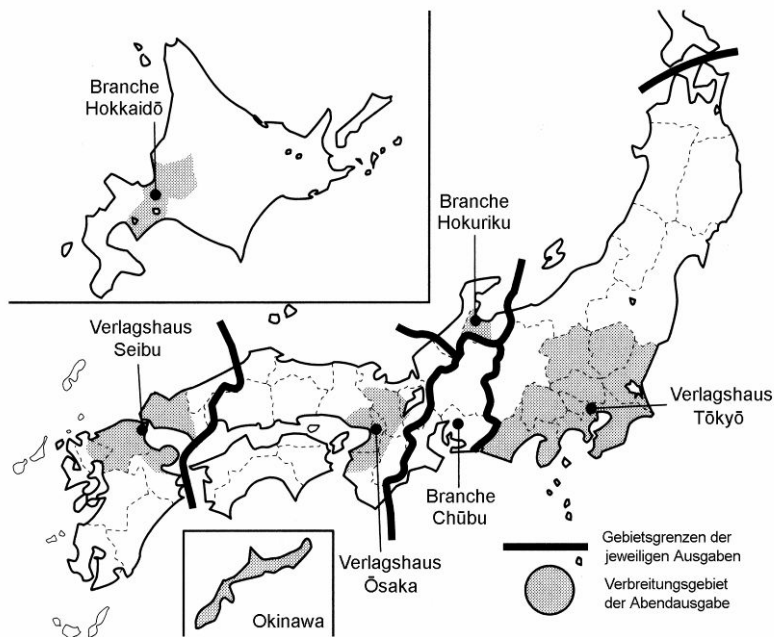 Branche
Hokkaidō
Branche
Hokuriku
Verlagshaus
Seibu
Verlagshaus
Tōkyō
Branche
Chūbu
Verlagshaus
Ōsaka
Okinawa
Gebietsgrenzen der
jeweiligen Ausgaben
Verbreitungsgebiet
der Abendausgabe